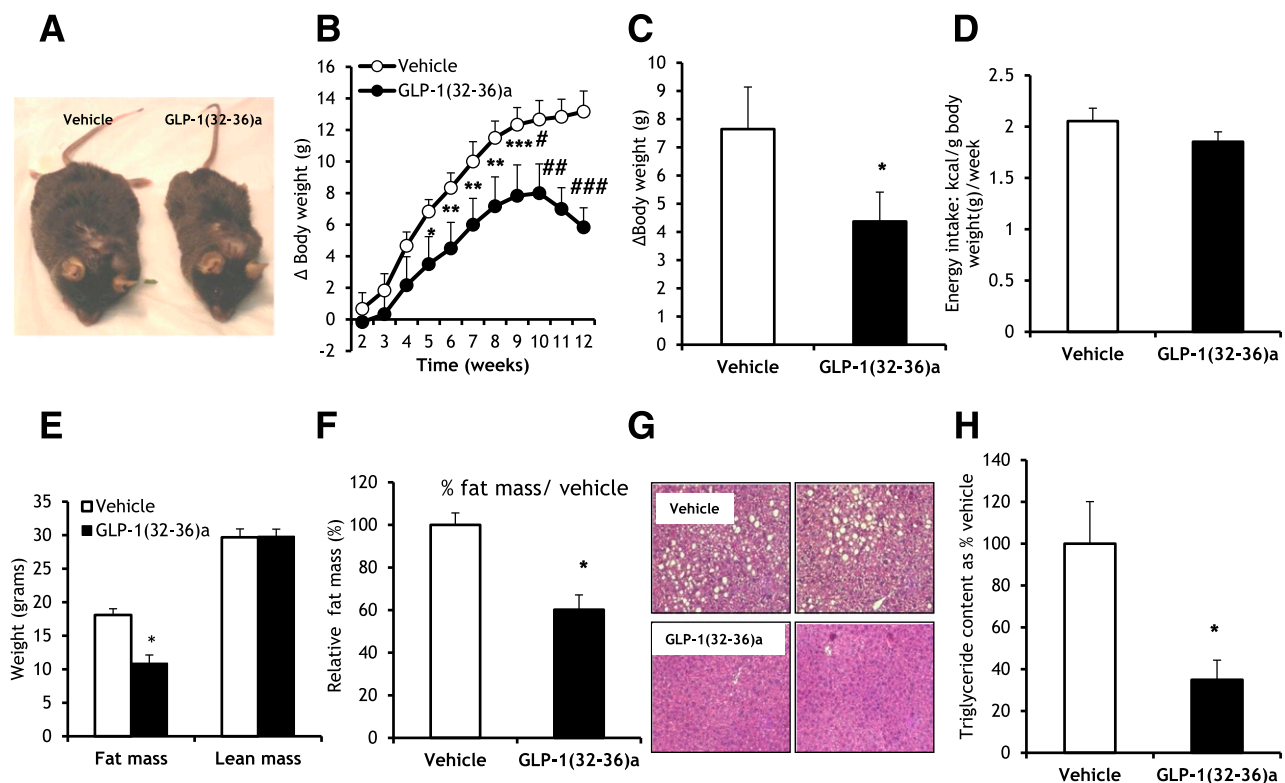 A
Vehicle
GLP-1(32-36)a
B
Vehicle
GLP-1(32-36)a
Δ Body weight (g)
16
14
12
10
8
6
4
2
0
-2
*
**
**
**
***
#
##
###
2 3 4 5 6 7 8 9 10 11 12
Time (weeks)
C
ΔBody weight (g)
10
9
8
7
6
5
4
3
2
1
0
*
Vehicle
GLP-1(32-36)a
D
Energy intake: kcal/g body
weight(g)/week
2.5
2
1.5
1
0.5
0
Vehicle
GLP-1(32-36)a
E
Vehicle
GLP-1(32-36)a
Weight (grams)
35
30
25
20
15
10
5
0
*
Fat mass
Lean mass
F
% fat mass/ vehicle
Relative fat mass (%)
120
100
80
60
40
20
0
*
Vehicle
GLP-1(32-36)a
G
Vehicle
GLP-1(32-36)a
H
Triglyceride content as % vehicle
140
120
100
80
60
40
20
0
*
Vehicle
GLP-1(32-36)a